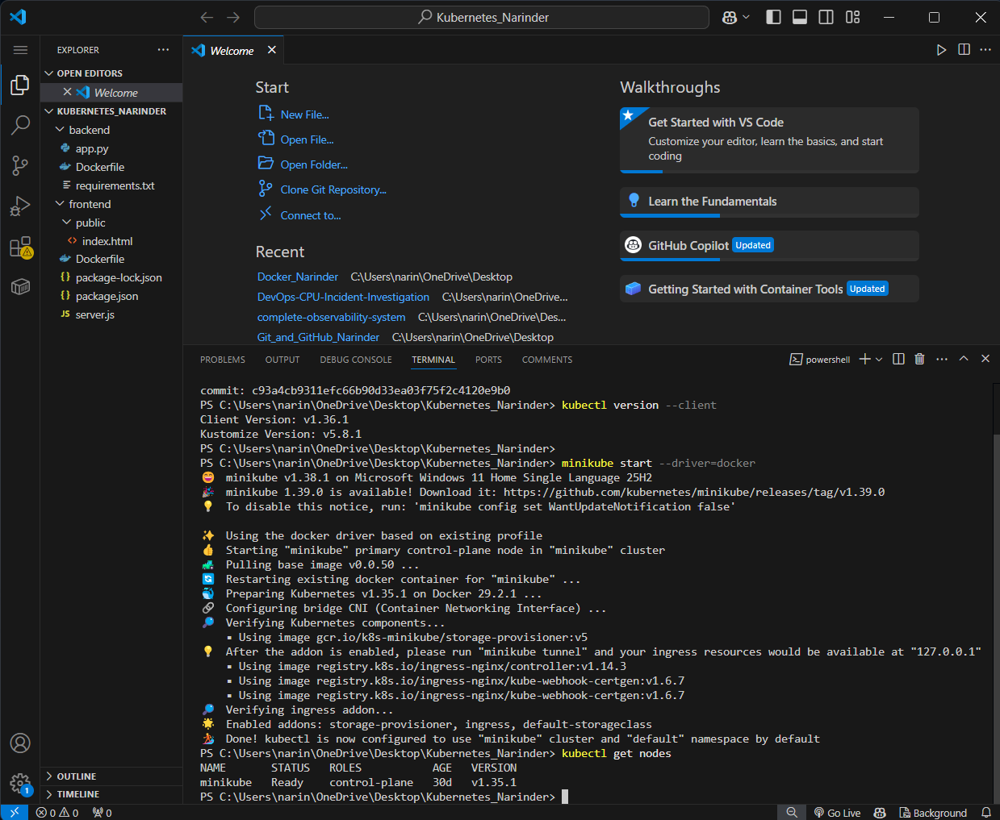 Kubernetes_Narinder
EXPLORER
OPEN EDITORS
Welcome
KUBERNETES_NARINDER
backend
app.py
Dockerfile
requirements.txt
frontend
public
index.html
Dockerfile
package-lock.json
package.json
JS server.js
OUTLINE
TIMELINE
Welcome
Start
New File...
Open File...
Open Folder...
Clone Git Repository...
Connect to...
Recent
Docker_Narinder C:\Users\narin\OneDrive\Desktop
DevOps-CPU-Incident-Investigation C:\Users\narin\OneDrive...
complete-observability-system C:\Users\narin\OneDrive\Des...
Git_and_GitHub_Narinder C:\Users\narin\OneDrive\Desktop
Walkthroughs
Get Started with VS Code
Customize your editor, learn the basics, and start
coding
Learn the Fundamentals
GitHub Copilot Updated
Getting Started with Container Tools Updated
PROBLEMS OUTPUT DEBUG CONSOLE TERMINAL PORTS COMMENTS
powershell
commit: c93a4cb9311efc66b90d33ea03f75f2c4120e9b0
PS C:\Users\narin\OneDrive\Desktop\Kubernetes_Narinder> kubectl version --client
Client Version: v1.36.1
Kustomize Version: v5.8.1
PS C:\Users\narin\OneDrive\Desktop\Kubernetes_Narinder>
PS C:\Users\narin\OneDrive\Desktop\Kubernetes_Narinder> minikube start --driver=docker
😄 minikube v1.38.1 on Microsoft Windows 11 Home Single Language 25H2
🎉 minikube 1.39.0 is available! Download it: https://github.com/kubernetes/minikube/releases/tag/v1.39.0
💡 To disable this notice, run: 'minikube config set WantUpdateNotification false'
✨ Using the docker driver based on existing profile
👍 Starting "minikube" primary control-plane node in "minikube" cluster
🚜 Pulling base image v0.0.50 ...
🔄 Restarting existing docker container for "minikube" ...
🐳 Preparing Kubernetes v1.35.1 on Docker 29.2.1 ...
🔗 Configuring bridge CNI (Container Networking Interface) ...
🔎 Verifying Kubernetes components...
▪ Using image gcr.io/k8s-minikube/storage-provisioner:v5
💡 After the addon is enabled, please run "minikube tunnel" and your ingress resources would be available at "127.0.0.1"
▪ Using image registry.k8s.io/ingress-nginx/controller:v1.14.3
▪ Using image registry.k8s.io/ingress-nginx/kube-webhook-certgen:v1.6.7
▪ Using image registry.k8s.io/ingress-nginx/kube-webhook-certgen:v1.6.7
🔎 Verifying ingress addon...
🌟 Enabled addons: storage-provisioner, ingress, default-storageclass
🏄 Done! kubectl is now configured to use "minikube" cluster and "default" namespace by default
PS C:\Users\narin\OneDrive\Desktop\Kubernetes_Narinder> kubectl get nodes
NAME STATUS ROLES AGE VERSION
minikube Ready control-plane 30d v1.35.1
PS C:\Users\narin\OneDrive\Desktop\Kubernetes_Narinder>
1
0 0 0
Go Live Background